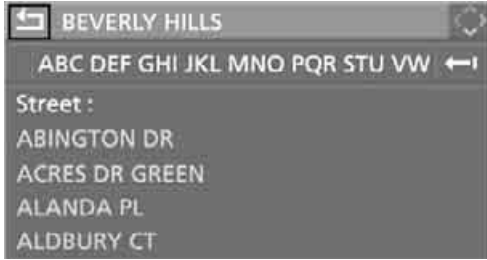 BEVERLY HILLS
ABC DEF GHI JKL MNO PQR STU VW
Street :
ABINGTON DR
ACRES DR GREEN
ALANDA PL
ALDBURY CT